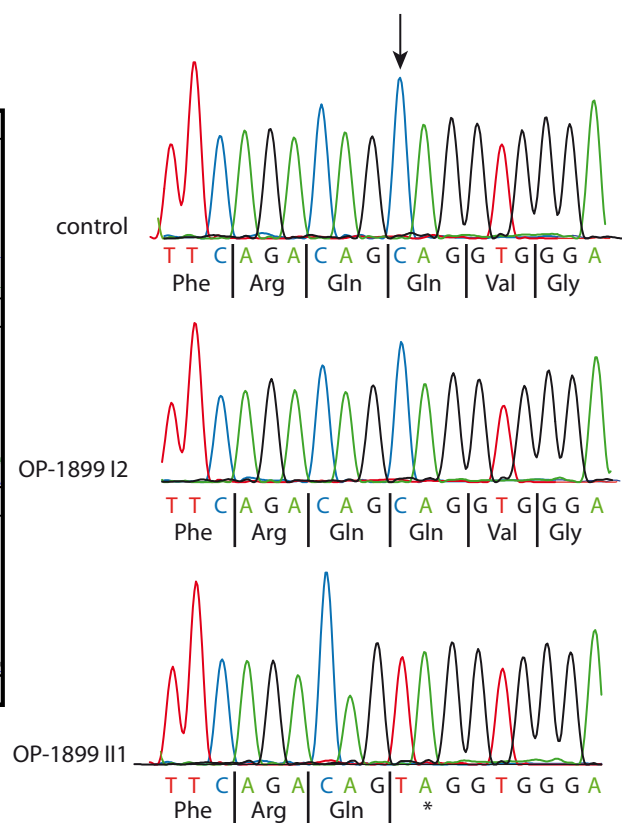 control
T T C A G A C A G C A G G T G G G A
Phe Arg Gln Gln Val Gly
OP-1899 I2
T T C A G A C A G C A G G T G G G A
Phe Arg Gln Gln Val Gly
OP-1899 II1
T T C A G A C A G T A G G T G G G A
Phe Arg Gln *